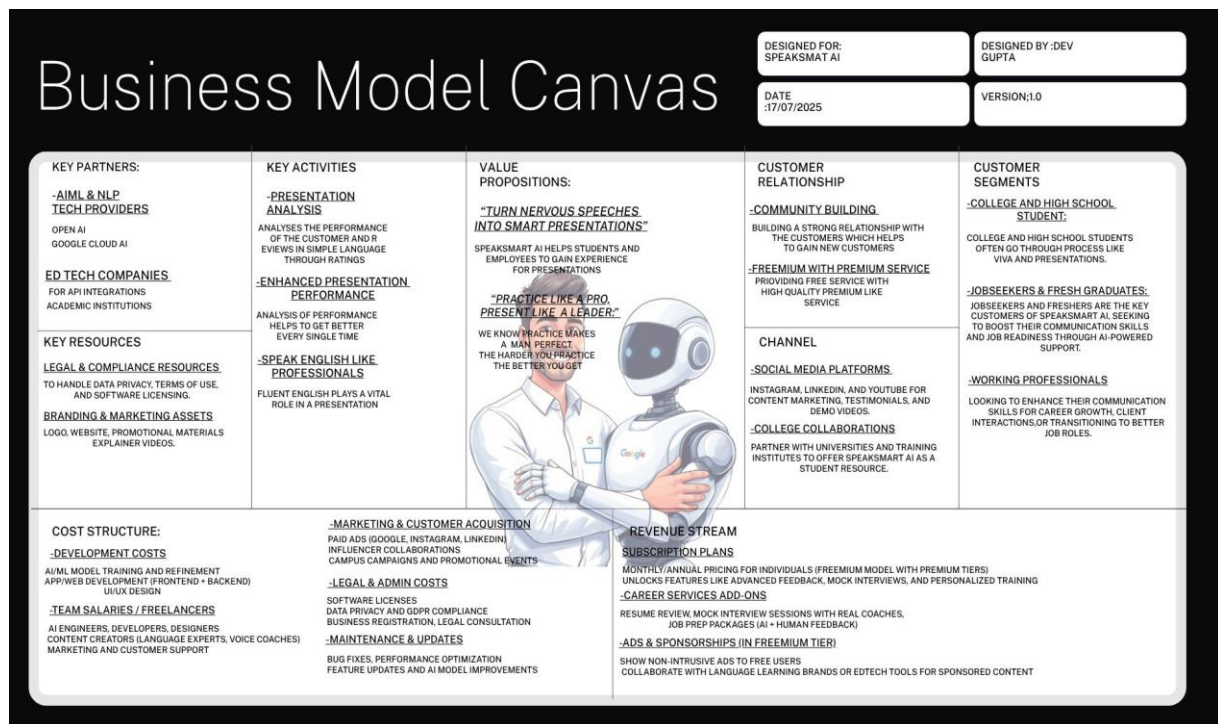 Business Model Canvas
DESIGNED FOR:
SPEAKSMAT AI
DESIGNED BY :DEV
GUPTA
DATE
:17/07/2025
VERSION;1.0
KEY PARTNERS:
-AIML & NLP
TECH PROVIDERS
OPEN AI
GOOGLE CLOUD AI
ED TECH COMPANIES
FOR API INTEGRATIONS
ACADEMIC INSTITUTIONS
KEY RESOURCES
LEGAL & COMPLIANCE RESOURCES
TO HANDLE DATA PRIVACY, TERMS OF USE,
AND SOFTWARE LICENSING.
BRANDING & MARKETING ASSETS
LOGO, WEBSITE, PROMOTIONAL MATERIALS
EXPLAINER VIDEOS.
KEY ACTIVITIES
-PRESENTATION
ANALYSIS
ANALYSES THE PERFORMANCE
OF THE CUSTOMER AND R
EVIEWS IN SIMPLE LANGUAGE
THROUGH RATINGS
-ENHANCED PRESENTATION
PERFORMANCE
ANALYSIS OF PERFORMANCE
HELPS TO GET BETTER
EVERY SINGLE TIME
-SPEAK ENGLISH LIKE
PROFESSIONALS
FLUENT ENGLISH PLAYS A VITAL
ROLE IN A PRESENTATION
VALUE
PROPOSITIONS:
"TURN NERVOUS SPEECHES
INTO SMART PRESENTATIONS"
SPEAKSMART AI HELPS STUDENTS AND
EMPLOYEES TO GAIN EXPERIENCE
FOR PRESENTATIONS
"PRACTICE LIKE A PRO,
PRESENT LIKE A LEADER:"
WE KNOW PRACTICE MAKES
A MAN PERFECT.
THE HARDER YOU PRACTICE
THE BETTER YOU GET
Google
CUSTOMER
RELATIONSHIP
-COMMUNITY BUILDING
BUILDING A STRONG RELATIONSHIP WITH
THE CUSTOMERS WHICH HELPS
TO GAIN NEW CUSTOMERS
-FREEMIUM WITH PREMIUM SERVICE
PRIOVIDING FREE SERVICE WITH
HIGH QUALITY PREMIUM LIKE
SERVICE
CHANNEL
-SOCIAL MEDIA PLATFORMS
INSTAGRAM, LINKEDIN, AND YOUTUBE FOR
CONTENT MARKETING, TESTIMONIALS, AND
DEMO VIDEOS.
-COLLEGE COLLABORATIONS
PARTNER WITH UNIVERSITIES AND TRAINING
INSTITUTES TO OFFER SPEAKSMART AI AS A
STUDENT RESOURCE.
CUSTOMER
SEGMENTS
-COLLEGE AND HIGH SCHOOL
STUDENT:
COLLEGE AND HIGH SCHOOL STUDENTS
OFTEN GO THROUGH PROCESS LIKE
VIVA AND PRESENTATIONS.
-JOBSEEKERS & FRESH GRADUATES:
JOBSEEKERS AND FRESHERS ARE THE KEY
CUSTOMERS OF SPEAKSMART AI, SEEKING
TO BOOST THEIR COMMUNICATION SKILLS
AND JOB READINESS THROUGH AI-POWERED
SUPPORT.
-WORKING PROFESSIONALS
LOOKING TO ENHANCE THEIR COMMUNICATION
SKILLS FOR CAREER GROWTH, CLIENT
INTERACTIONS,OR TRANSITIONING TO BETTER
JOB ROLES.
COST STRUCTURE:
-DEVELOPMENT COSTS
AI/ML MODEL TRAINING AND REFINEMENT
APP/WEB DEVELOPMENT (FRONTEND + BACKEND)
UI/UX DESIGN
-TEAM SALARIES / FREELANCERS
AI ENGINEERS, DEVELOPERS, DESIGNERS
CONTENT CREATORS (LANGUAGE EXPERTS, VOICE COACHES)
MARKETING AND CUSTOMER SUPPORT
-MARKETING & CUSTOMER ACQUISITION
PAID ADS (GOOGLE, INSTAGRAM, LINKEDIN)
INFLUENCER COLLABORATIONS
CAMPUS CAMPAIGNS AND PROMOTIONAL EVENTS
-LEGAL & ADMIN COSTS
SOFTWARE LICENSES
DATA PRIVACY AND GDPR COMPLIANCE
BUSINESS REGISTRATION, LEGAL CONSULTATION
-MAINTENANCE & UPDATES
BUG FIXES, PERFORMANCE OPTIMIZATION
FEATURE UPDATES AND AI MODEL IMPROVEMENTS
REVENUE STREAM
SUBSCRIPTION PLANS
MONTHLY/ANNUAL PRICING FOR INDIVIDUALS (FREEMIUM MODEL WITH PREMIUM TIERS)
UNLOCKS FEATURES LIKE ADVANCED FEEDBACK, MOCK INTERVIEWS, AND PERSONALIZED TRAINING
-CAREER SERVICES ADD-ONS
RESUME REVIEW, MOCK INTERVIEW SESSIONS WITH REAL COACHES,
JOB PREP PACKAGES (AI + HUMAN FEEDBACK)
-ADS & SPONSORSHIPS (IN FREEMIUM TIER)
SHOW NON-INTRUSIVE ADS TO FREE USERS
COLLABORATE WITH LANGUAGE LEARNING BRANDS OR EDTECH TOOLS FOR SPONSORED CONTENT